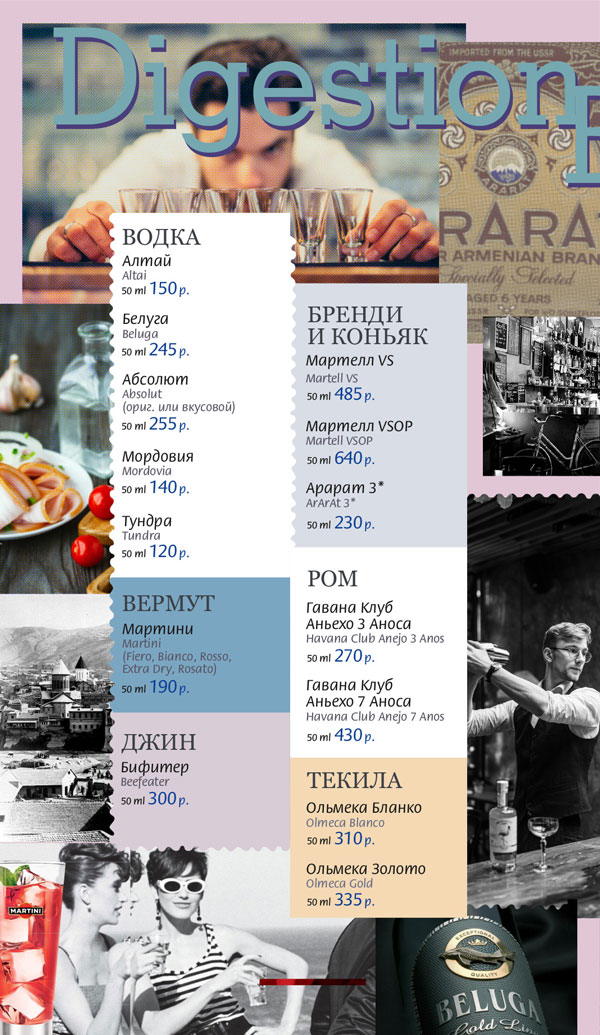 Digestion
ВОДКА
Алтай
Altai
50 ml 150 р.
Белуга
Beluga
50 ml 245 р.
Абсолют
Absolut
(ориг. или вкусовой)
50 ml 255 р.
Мордовия
Mordovia
50 ml 140 р.
Тундра
Tundra
50 ml 120 р.
ВЕРМУТ
Мартини
Martini
(Fiero, Bianco, Rosso,
Extra Dry, Rosato)
50 ml 190 р.
ДЖИН
Бифитер
Beefeater
50 ml 300 р.
БРЕНДИ
И КОНЬЯК
Мартелл VS
Martell VS
50 ml 485 р.
Мартелл VSOP
Martell VSOP
50 ml 640 р.
Арарат 3*
ArArAt 3*
50 ml 230 р.
РОМ
Гавана Клуб
Аньехо 3 Аноса
Havana Club Anejo 3 Anos
50 ml 270 р.
Гавана Клуб
Аньехо 7 Аноса
Havana Club Anejo 7 Anos
50 ml 430 р.
ТЕКИЛА
Ольмека Бланко
Olmeca Blanco
50 ml 310 р.
Ольмека Золото
Olmeca Gold
50 ml 335 р.
IMPORTED FROM THE USSR
ARARAT
RARA
R ARMENIAN BRAN
Specially Selected
AGED 6 YEARS
MARTINI
EXCEPTIONAL
QUALITY
BELUGA
Gold Lin